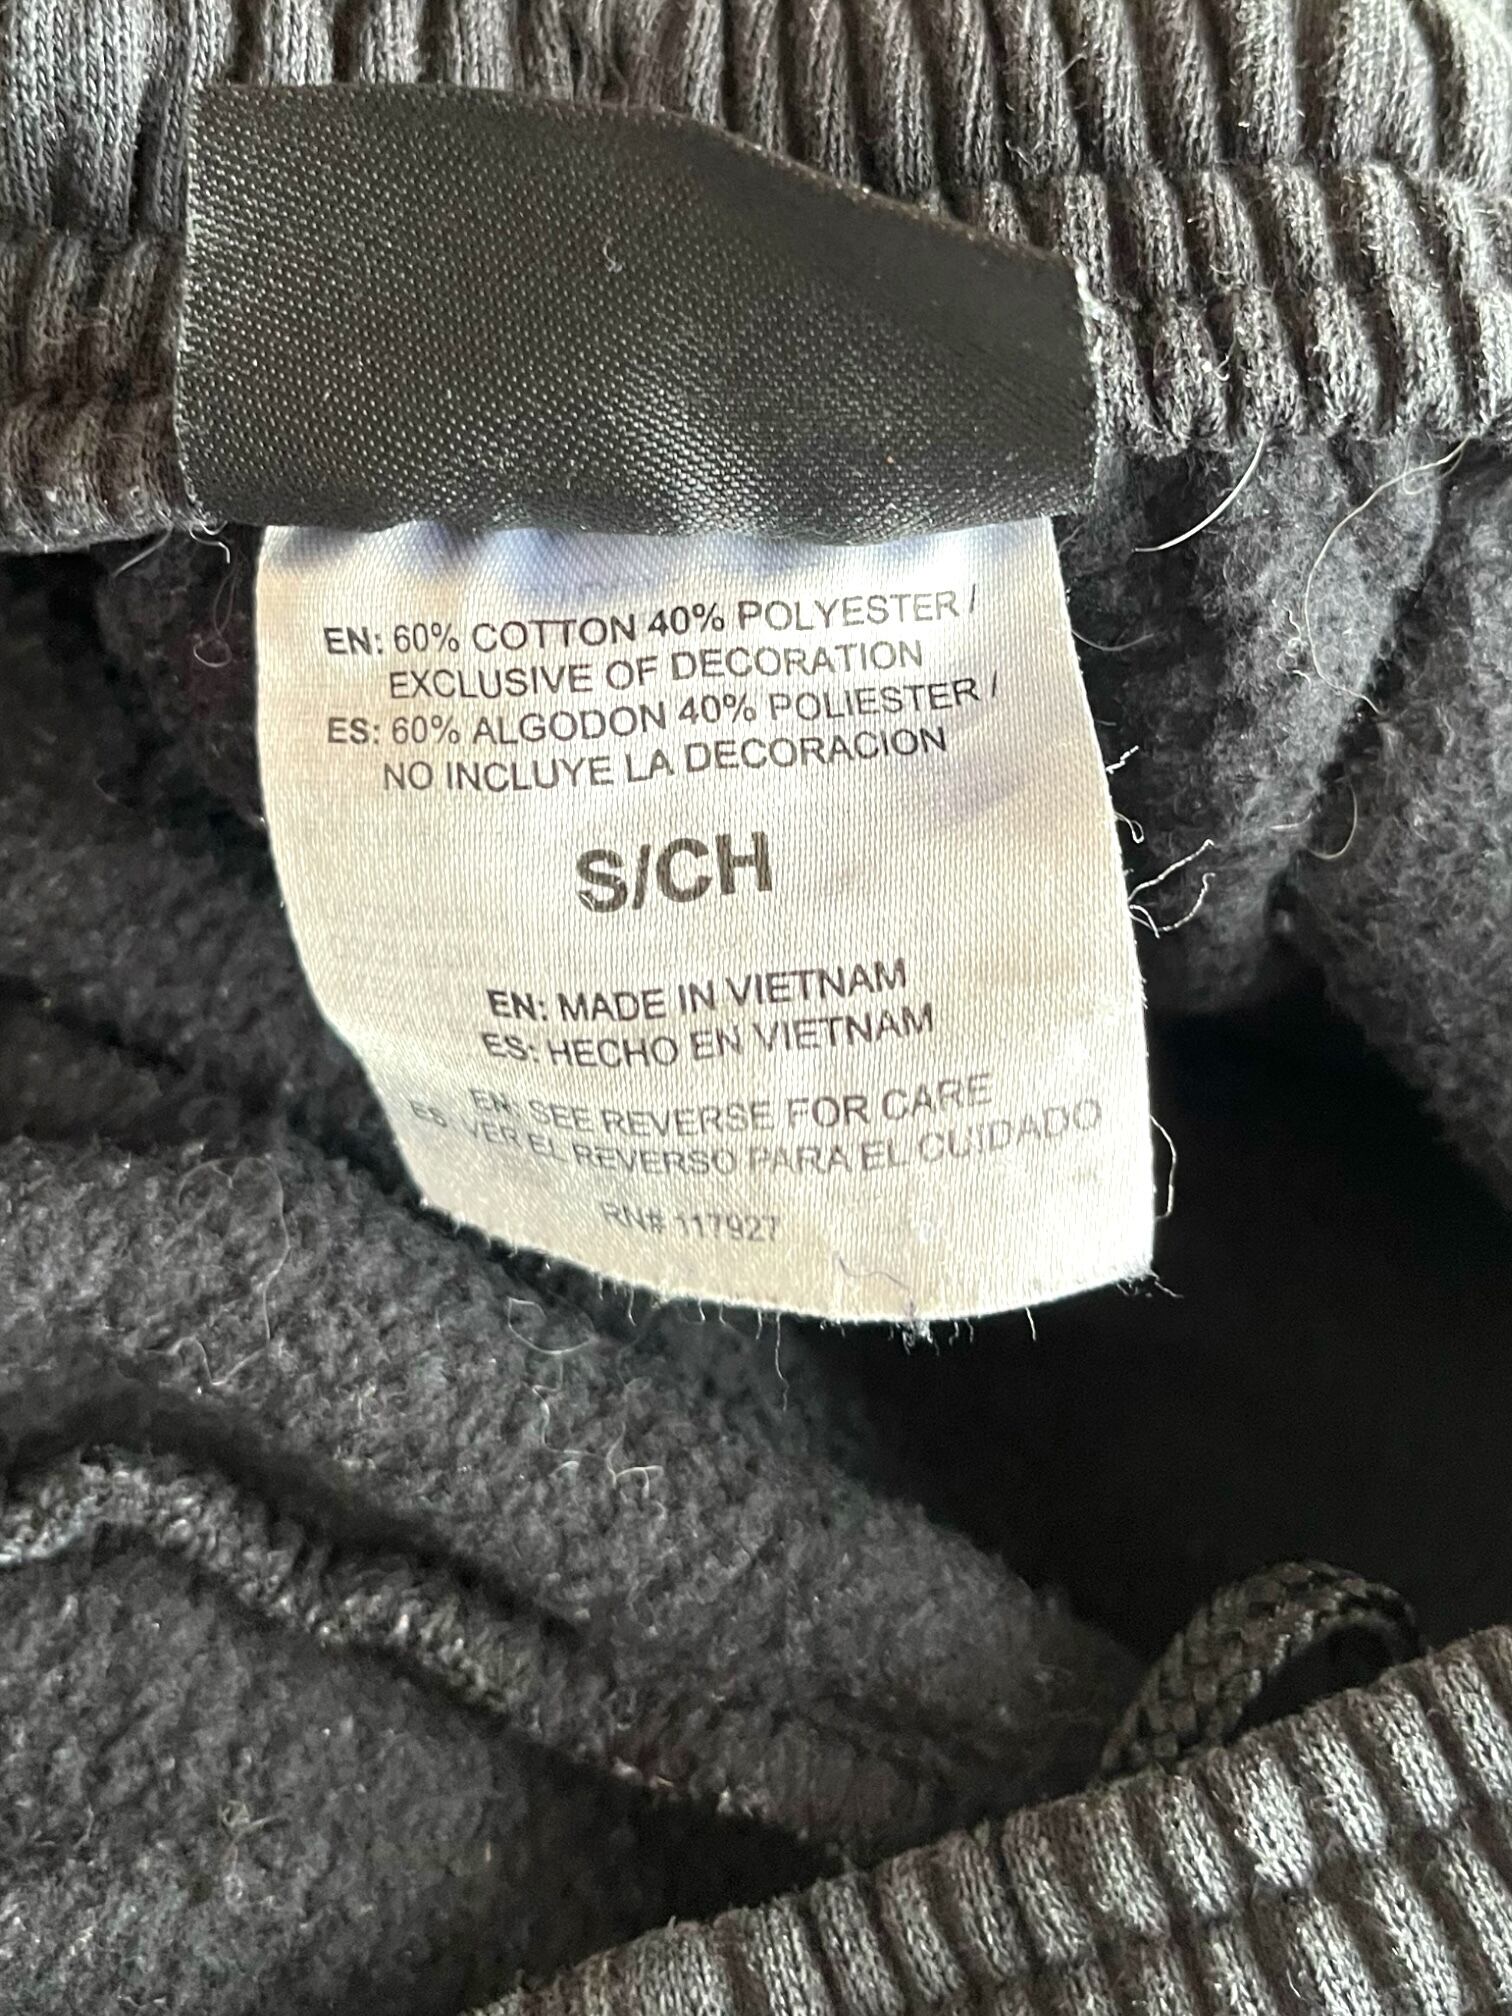 EN: 60% COTTON 40% POLYESTER /
EXCLUSIVE OF DECORATION
ES: 60% ALGODON 40% POLIESTER /
NO INCLUYE LA DECORACION
S/CH
EN: MADE IN VIETNAM
ES: HECHO EN VIETNAM
EN: SEE REVERSE FOR CARE
ES: VER EL REVERSO PARA EL CUIDADO
RN# 117927